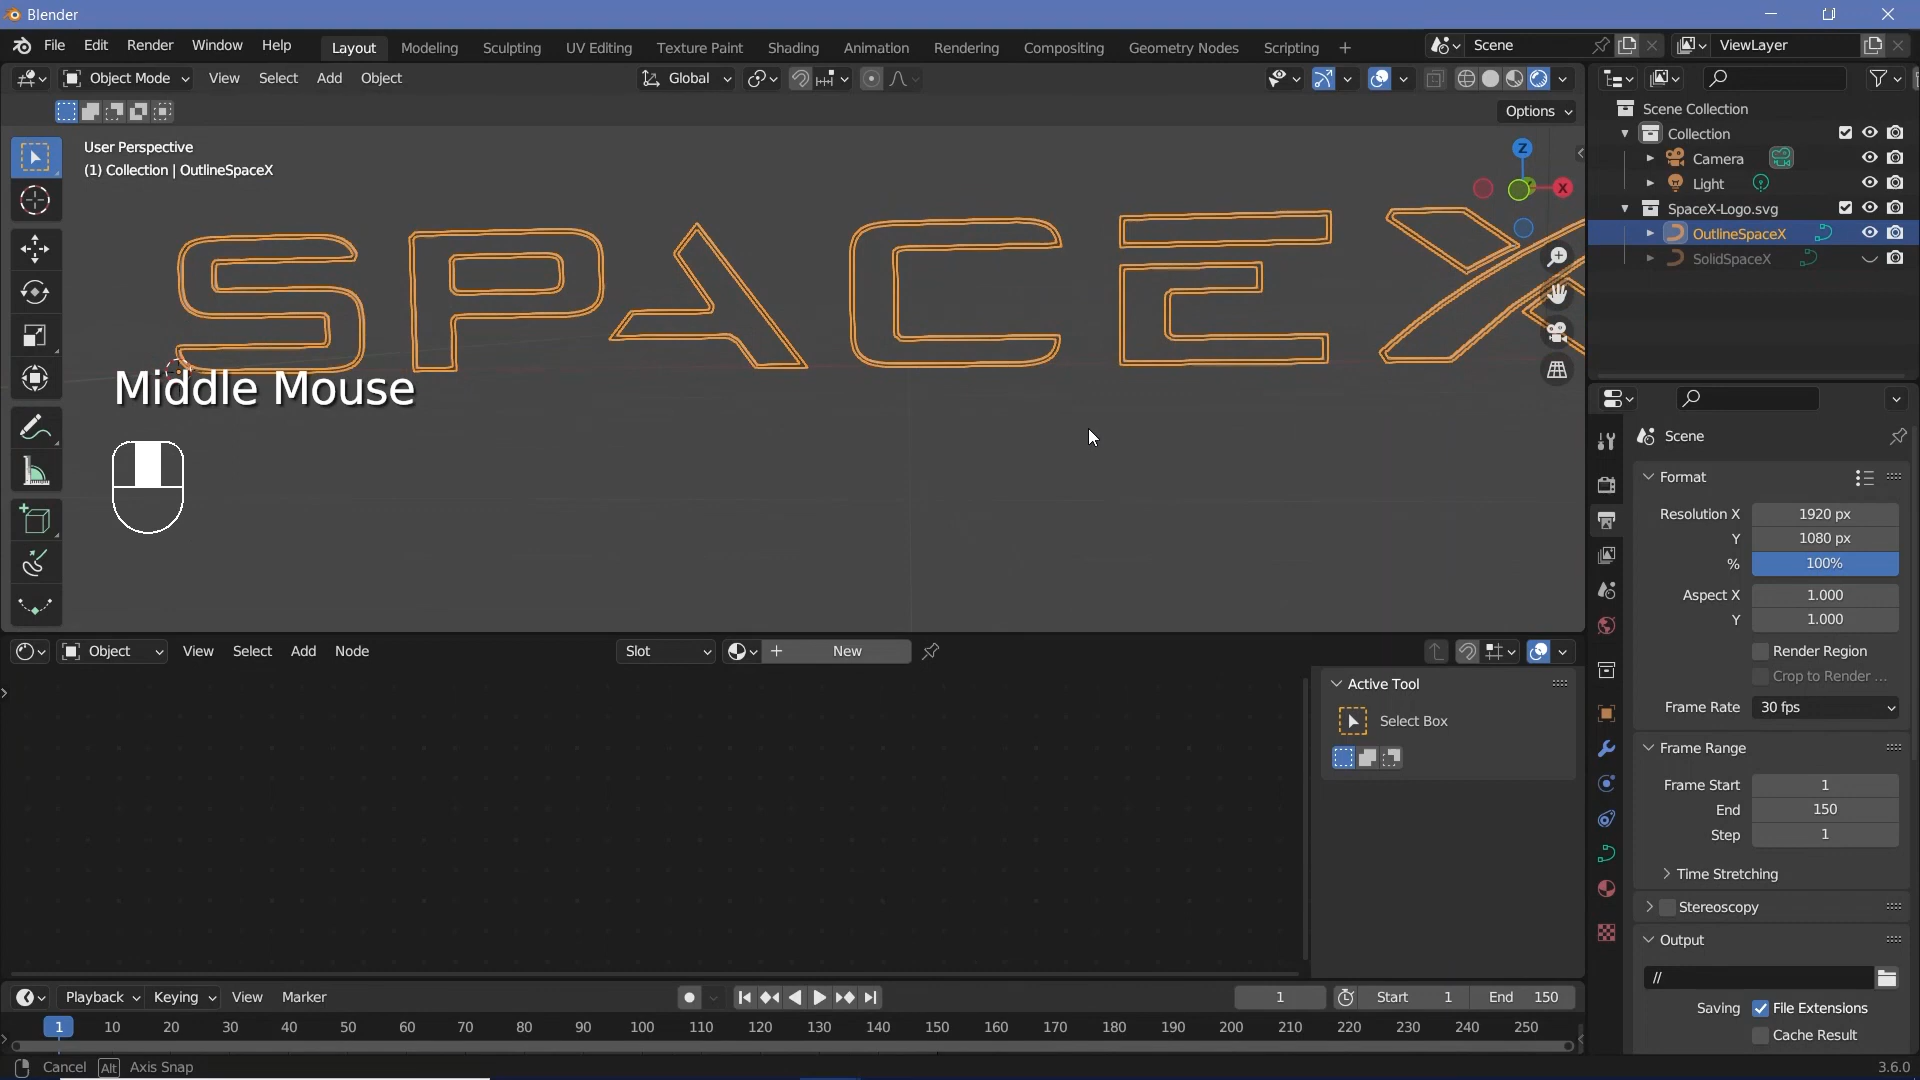 Blender
File Edit Render Window Help Layout Modeling Sculpting UV Editing Texture Paint Shading Animation Rendering Compositing Geometry Nodes Scripting + Scene ViewLayer
Object Mode View Select Add Object Global
Options
User Perspective
(1) Collection | OutlineSpaceX
Z
X
SPACEX
Middle Mouse
Scene Collection
Collection
Camera
Light
SpaceX-Logo.svg
OutlineSpaceX
SolidSpaceX
Scene
Format
Resolution X 1920 px
Y 1080 px
% 100%
Aspect X 1.000
Y 1.000
Render Region
Crop to Render ...
Frame Rate 30 fps
Frame Range
Frame Start 1
End 150
Step 1
Time Stretching
Stereoscopy
Output
//
Saving File Extensions
Cache Result
Object View Select Add Node Slot + New
Active Tool
Select Box
Playback Keying View Marker 1 Start 1 End 150
1 10 20 30 40 50 60 70 80 90 100 110 120 130 140 150 160 170 180 190 200 210 220 230 240 250
Cancel Alt Axis Snap 3.6.0